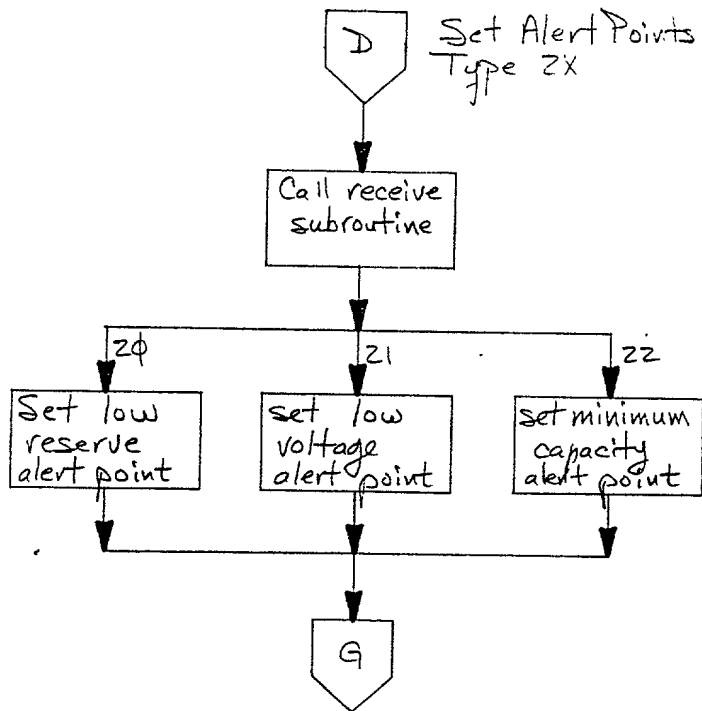 D
Set Alert Points
Type 2X
Call receive
subroutine
2φ
21
22
Set low
reserve
alert point
set low
voltage
alert point
set minimum
capacity
alert point
G